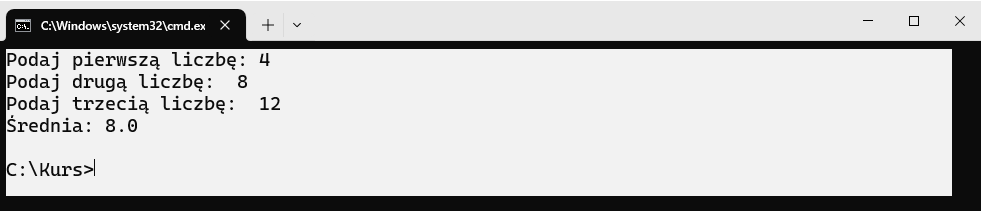 C:\Windows\system32\cmd.ex
Podaj pierwszą liczbę: 4
Podaj drugą liczbę:  8
Podaj trzecią liczbę:  12
Średnia: 8.0
C:\Kurs>